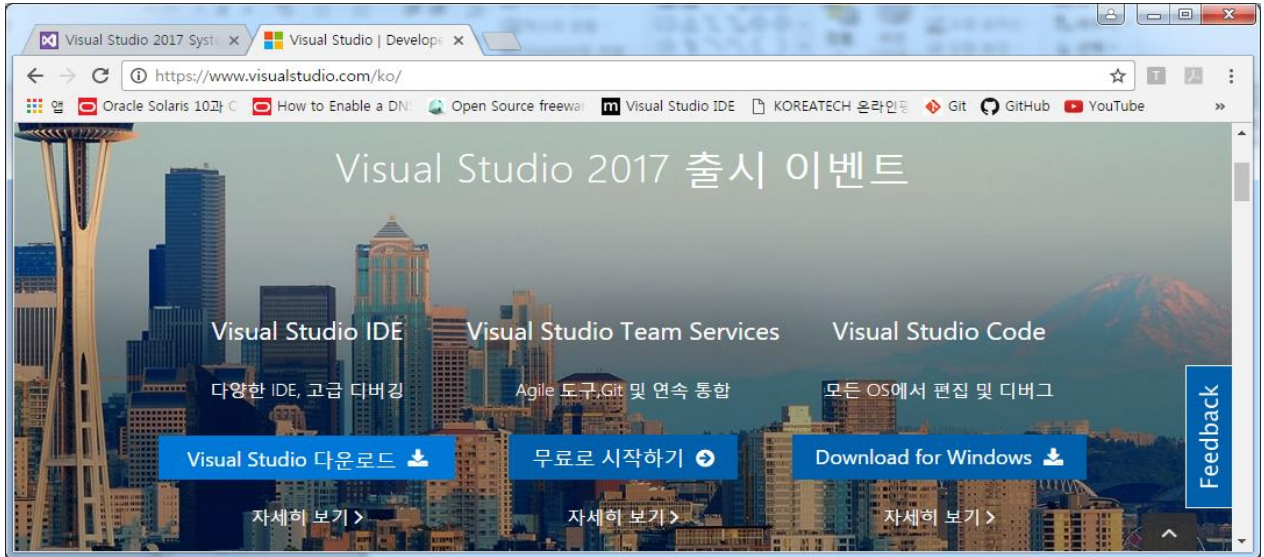 Visual Studio 2017 Syste
Visual Studio | Develope
https://www.visualstudio.com/ko/
앱 Oracle Solaris 10과 C How to Enable a DN Open Source freewar Visual Studio IDE KOREATECH 온라인 Git GitHub YouTube »
Visual Studio 2017 출시 이벤트
Visual Studio IDE Visual Studio Team Services Visual Studio Code
다양한 IDE, 고급 디버깅 Agile 도구,Git 및 연속 통합 모든 OS에서 편집 및 디버그
Visual Studio 다운로드 무료로 시작하기 Download for Windows
자세히 보기 > 자세히 보기 > 자세히 보기 >
Feedback